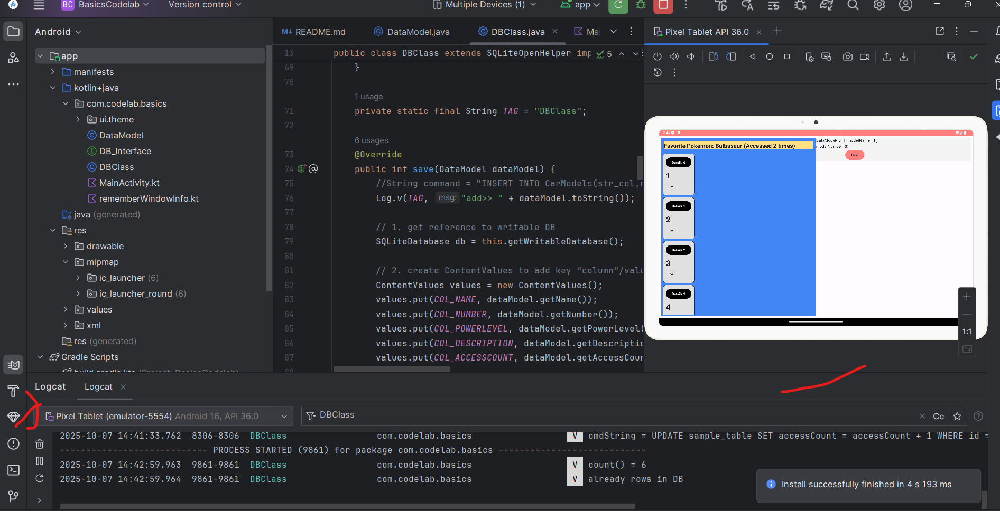 BC BasicsCodelab Version control Multiple Devices (1) app
Android
app
manifests
kotlin+java
com.codelab.basics
ui.theme
DataModel
DB_Interface
DBClass
MainActivity.kt
rememberWindowInfo.kt
java (generated)
res
drawable
mipmap
ic_launcher (6)
ic_launcher_round (6)
values
xml
res (generated)
Gradle Scripts
build.gradle.kts (Project: BasicsCodelab)
README.md DataModel.java DBClass.java Mai
13 public class DBClass extends SQLiteOpenHelper imp 5
69 }
70
1 usage
71 private static final String TAG = "DBClass";
72
6 usages
73 @Override
74 public int save(DataModel dataModel) {
75 //String command = "INSERT INTO CarModels(str_col,n
76 Log.v(TAG, msg: "add>> " + dataModel.toString());
77
78 // 1. get reference to writable DB
79 SQLiteDatabase db = this.getWritableDatabase();
80
81 // 2. create ContentValues to add key "column"/valu
82 ContentValues values = new ContentValues();
83 values.put(COL_NAME, dataModel.getName());
84 values.put(COL_NUMBER, dataModel.getNumber());
85 values.put(COL_POWERLEVEL, dataModel.getPowerLevel(
86 values.put(COL_DESCRIPTION, dataModel.getDescriptio
87 values.put(COL_ACCESSCOUNT, dataModel.getAccessCoun
88
Pixel Tablet API 36.0
2:44
Favorite Pokémon: Bulbasaur (Accessed 2 times)
Details 0
1
Details 1
2
Details 2
3
Details 3
4
DataModel{id=1, modelName='1',
modelNumber=0}
Next
1:1
Logcat Logcat
Pixel Tablet (emulator-5554) Android 16, API 36.0 DBClass Cc
2025-10-07 14:41:33.762 8306-8306 DBClass com.codelab.basics V cmdString = UPDATE sample_table SET accessCount = accessCount + 1 WHERE id =
---------------------------- PROCESS STARTED (9861) for package com.codelab.basics ----------------------------
2025-10-07 14:42:59.963 9861-9861 DBClass com.codelab.basics V count() = 6
2025-10-07 14:42:59.964 9861-9861 DBClass com.codelab.basics V already rows in DB
Install successfully finished in 4 s 193 ms